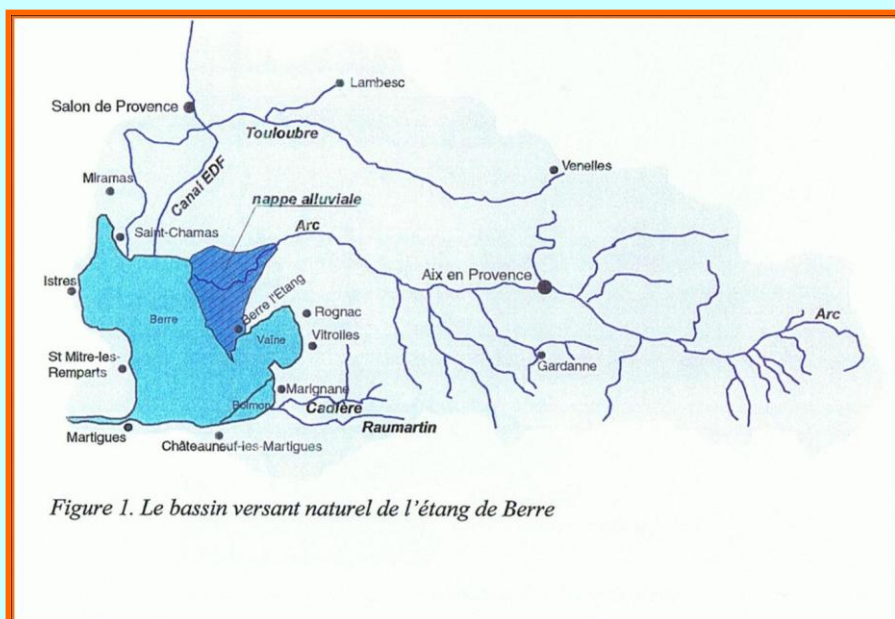 Lambesc
Salon de Provence
Touloubre
Venelles
Miramas
Canal EDF
nappe alluviale
Saint-Chamas
Arc
Istres
Aix en Provence
Berre l'Etang
Rognac
Berre
Vaïne
Vitrolles
Arc
St Mitre-les-
Remparts
Gardanne
Marignane
Bolmon
Cadière
Raumartin
Martigues
Châteauneuf-les-Martigues
Figure 1. Le bassin versant naturel de l'étang de Berre